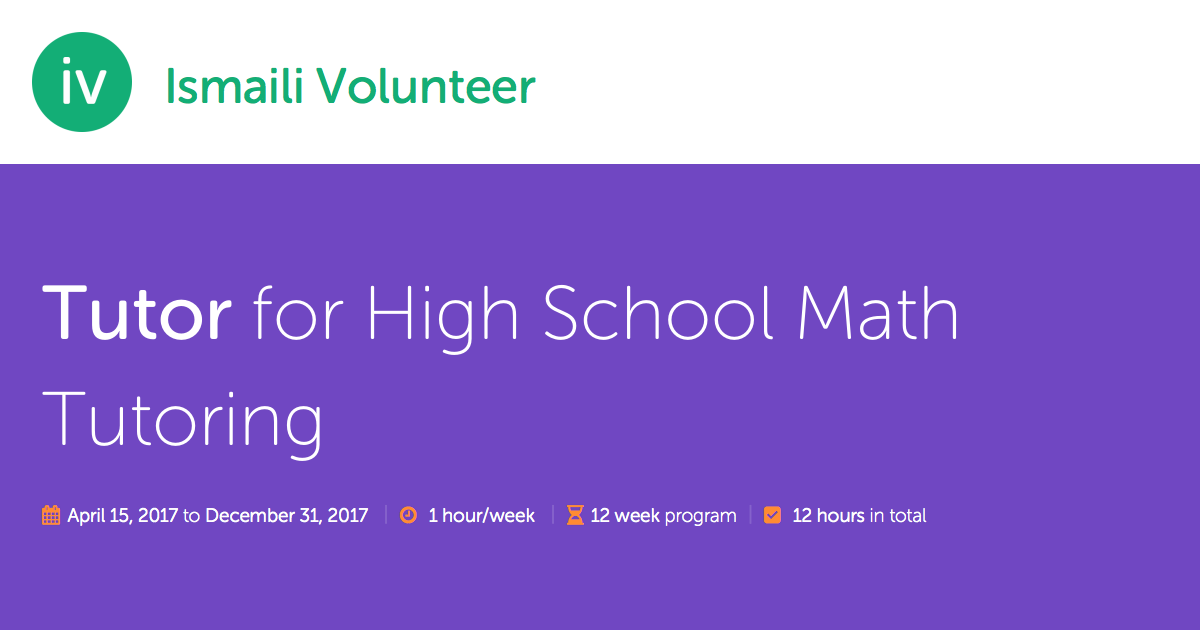 iv Ismaili Volunteer
Tutor for High School Math
Tutoring
April 15, 2017 to December 31, 2017 1 hour/week 12 week program 12 hours in total